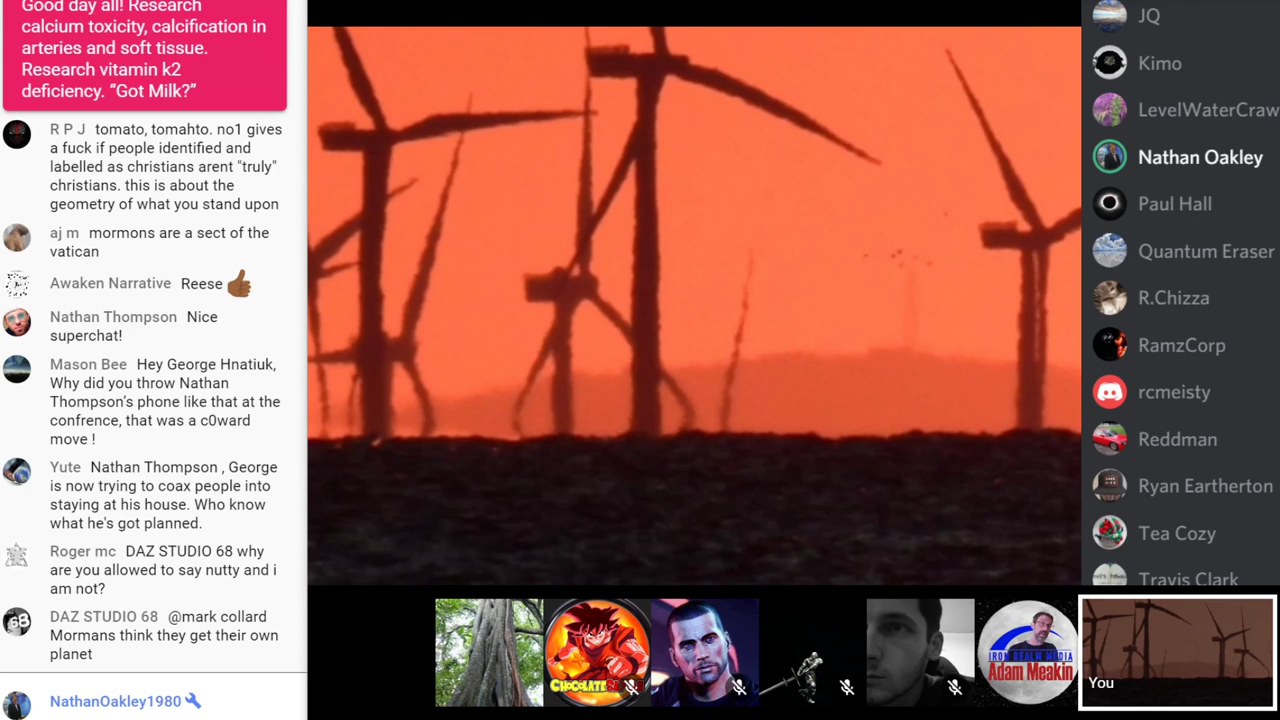 Good day all! Research
calcium toxicity, calcification in
arteries and soft tissue.
Research vitamin k2
deficiency. “Got Milk?”
R P J tomato, tomahto. no1 gives
a fuck if people identified and
labelled as christians arent "truly"
christians. this is about the
geometry of what you stand upon
aj m mormons are a sect of the
vatican
Awaken Narrative Reese
Nathan Thompson Nice
superchat!
Mason Bee Hey George Hnatiuk,
Why did you throw Nathan
Thompson's phone like that at the
confrence, that was a c0ward
move !
Yute Nathan Thompson , George
is now trying to coax people into
staying at his house. Who know
what he's got planned.
Roger mc DAZ STUDIO 68 why
are you allowed to say nutty and i
am not?
68
DAZ STUDIO 68 @mark collard
Mormans think they get their own
planet
NathanOakley1980
JQ
Kimo
LevelWaterCraw
Nathan Oakley
Paul Hall
Quantum Eraser
R.Chizza
RamzCorp
rcmeisty
Reddman
Ryan Eartherton
Tea Cozy
Travis Clark
IRON REALM MEDIA
Adam Meakin
You